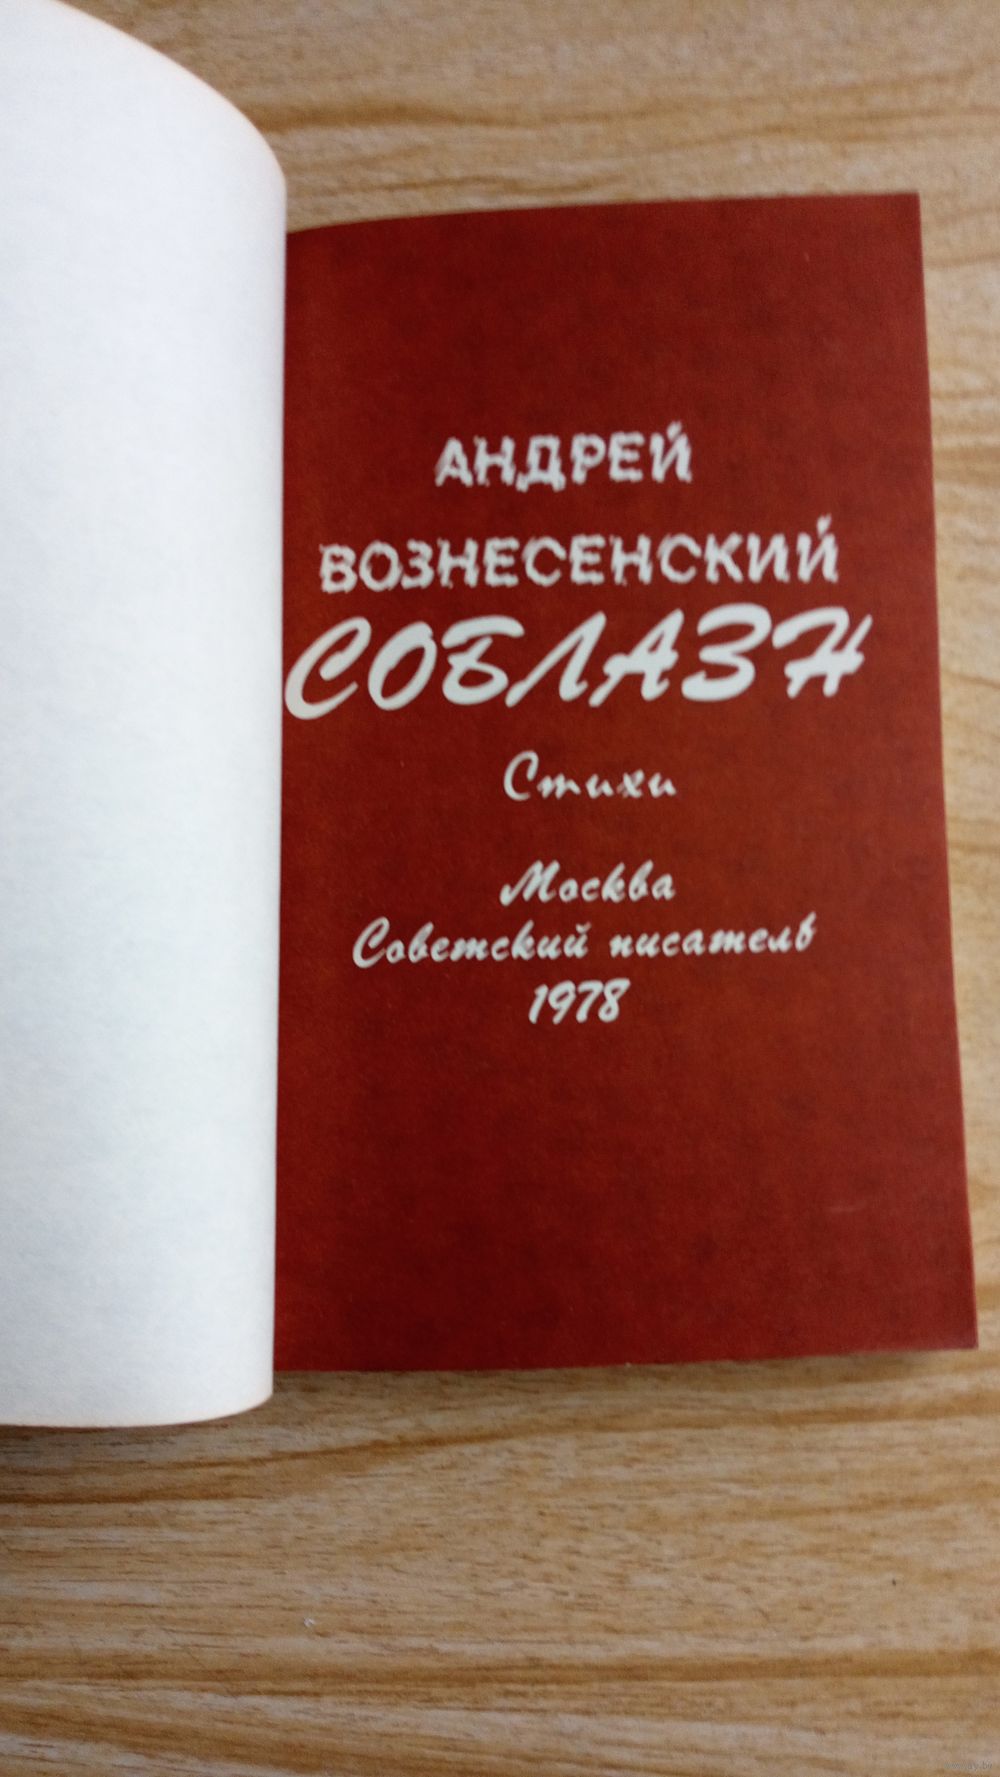 АНДРЕЙ
ВОЗНЕСЕНСКИЙ
СОБЛАЗН
Стихи
Москва
Советский писатель
1978